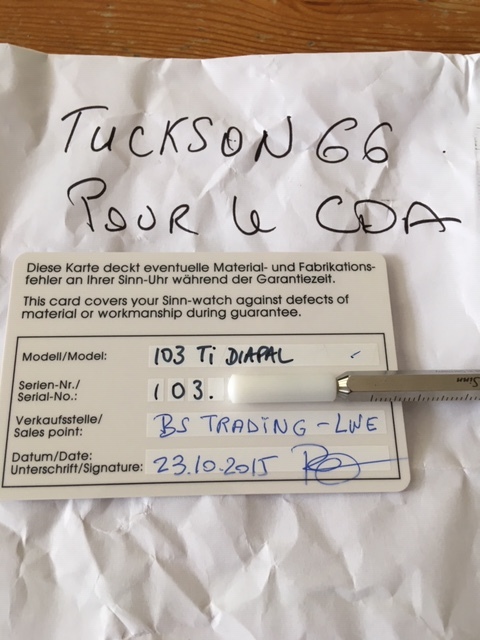 TUCKSON 66
POUR le CDA
Diese Karte deckt eventuelle Material- und Fabrikations-
fehler an Ihrer Sinn-Uhr während der Garantiezeit.
This card covers your Sinn-watch against defects of
material or workmanship during guarantee.
Modell/Model: 103 Ti DIAPAL
Serien-Nr./
Serial-No.: 103.
Sinn
Verkaufsstelle/
Sales point: BS TRADING - LWE
Datum/Date: 23.10.2015
Unterschrift/Signature: